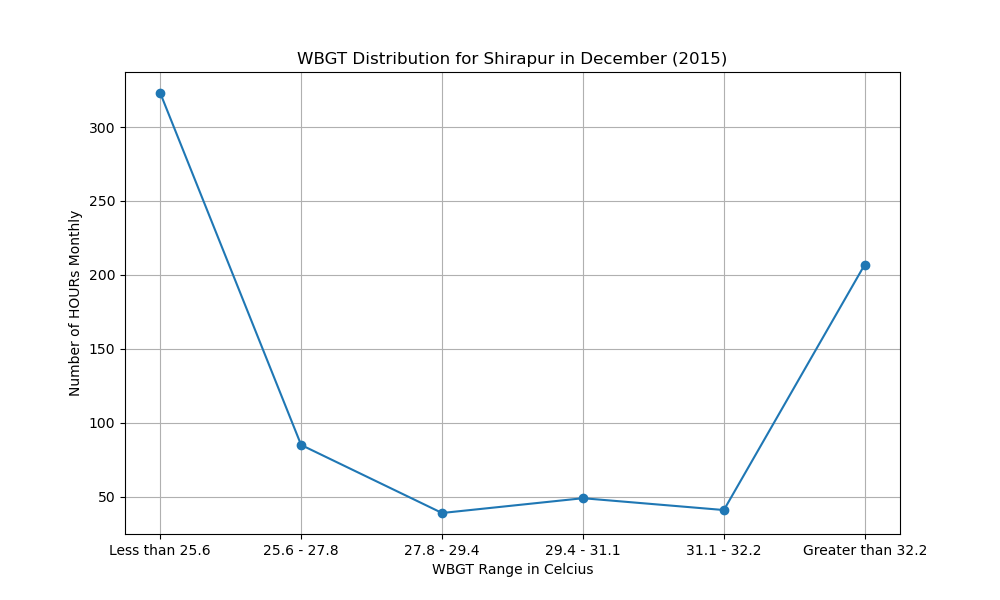 WBGT Distribution for Shirapur in December (2015)
Number of HOURs Monthly
300
250
200
150
100
50
Less than 25.6
25.6 - 27.8
27.8 - 29.4
29.4 - 31.1
31.1 - 32.2
Greater than 32.2
WBGT Range in Celcius